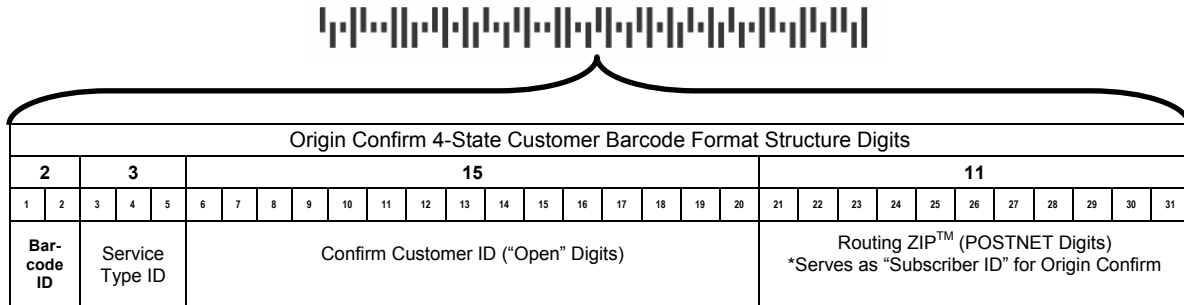 Origin Confirm 4-State Customer Barcode Format Structure Digits
2 3 15 11
1 2 3 4 5 6 7 8 9 10 11 12 13 14 15 16 17 18 19 20 21 22 23 24 25 26 27 28 29 30 31
Bar-
code
ID
Service
Type ID
Confirm Customer ID (“Open” Digits)
Routing ZIP™ (POSTNET Digits)
*Serves as “Subscriber ID” for Origin Confirm